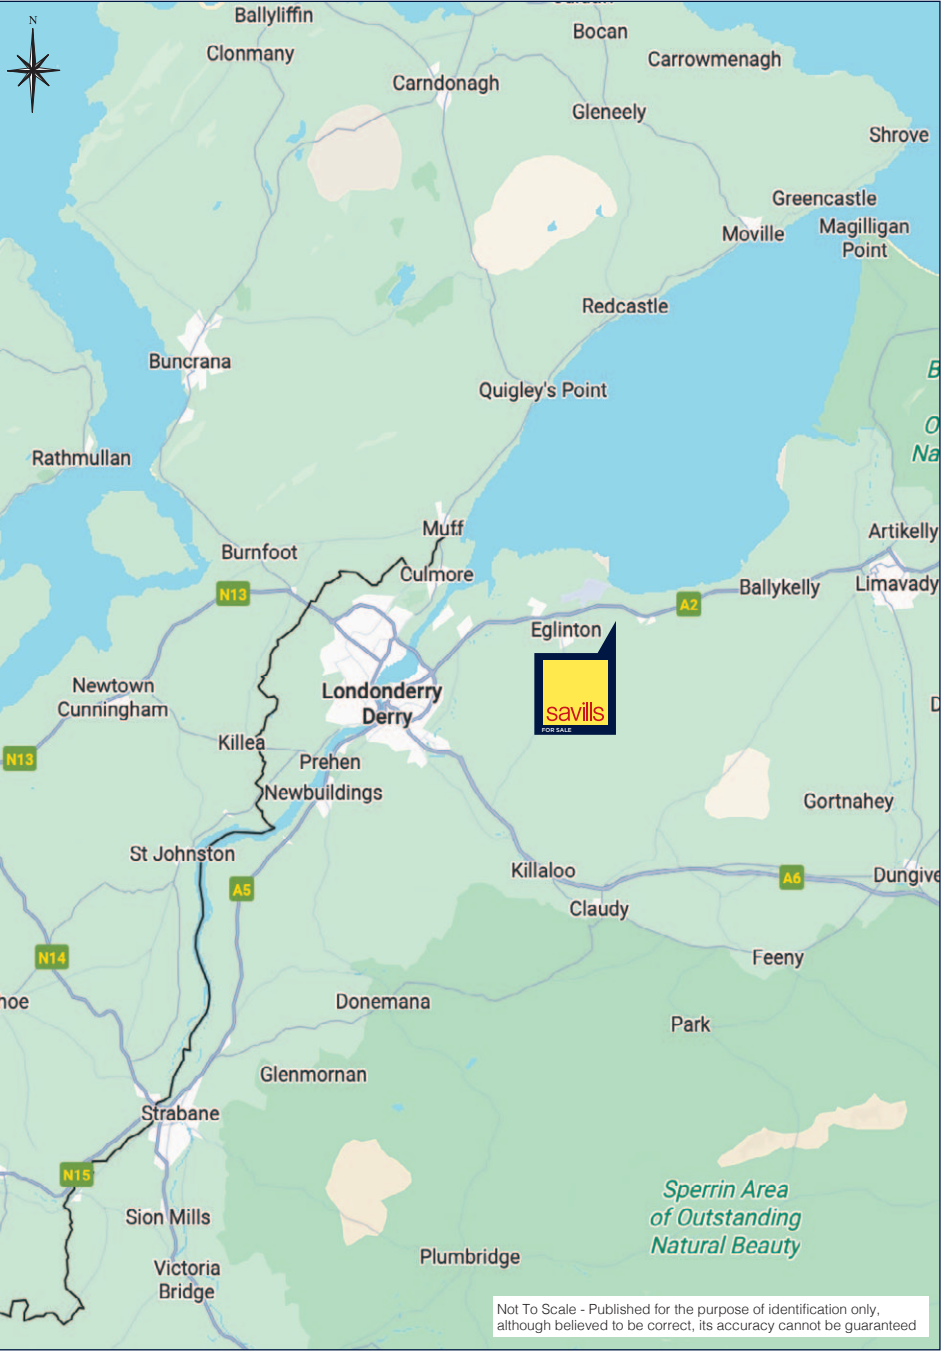 N
Ballyliffin
Bocan
Clonmany
Carrowmenagh
Carndonagh
Gleneely
Shrove
Greencastle
Magilligan
Point
Moville
Redcastle
Buncrana
Quigley's Point
B
O
Na
Rathmullan
Muff
Artikelly
Burnfoot
Culmore
Limavady
Ballykelly
N13
A2
Eglinton
Newtown
Cunningham
Londonderry
Derry
savills
FOR SALE
D
Killea
N13
Prehen
Newbuildings
Gortnahey
St Johnston
Killaloo
A6
Dungive
A5
Claudy
N14
Feeny
hoe
Donemana
Park
Glenmornan
Strabane
N15
Sperrin Area
of Outstanding
Natural Beauty
Sion Mills
Plumbridge
Victoria
Bridge
Not To Scale - Published for the purpose of identification only,
although believed to be correct, its accuracy cannot be guaranteed